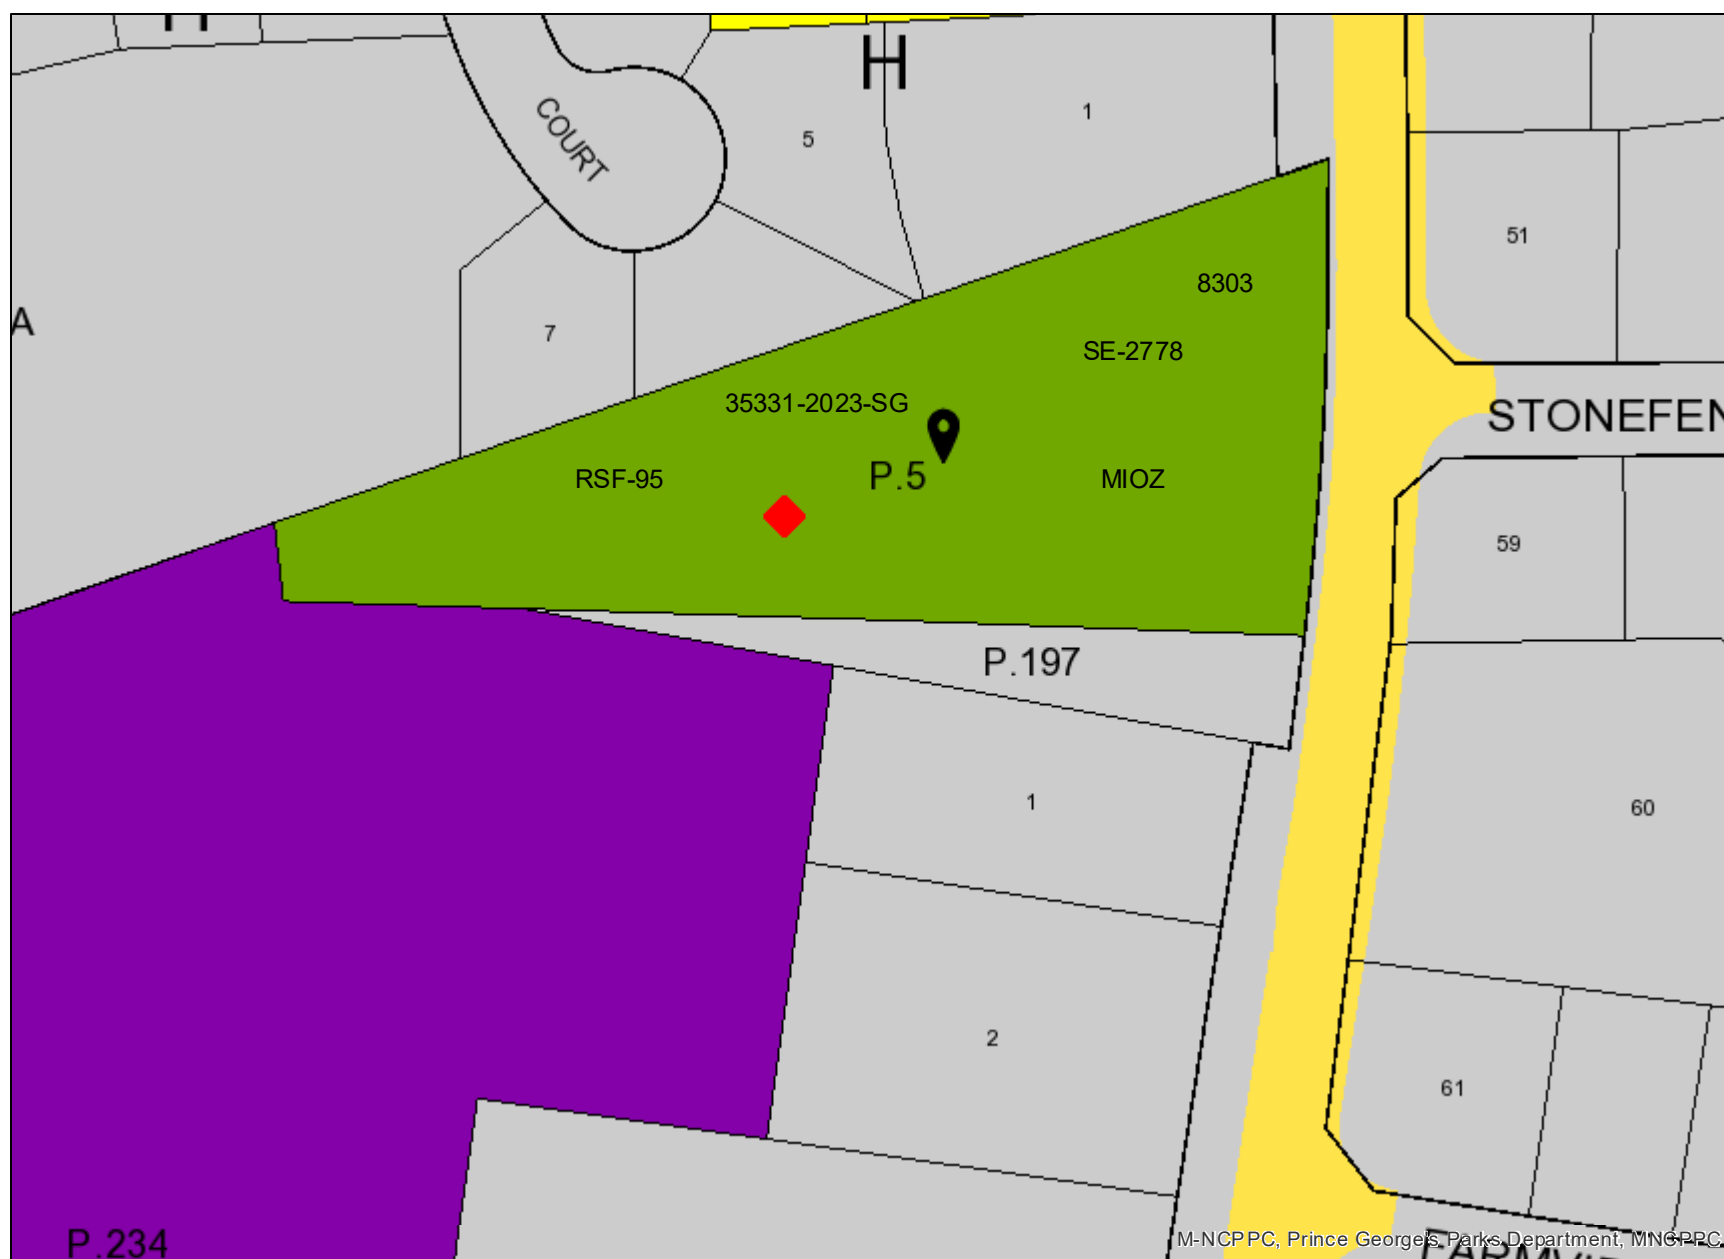 H
COURT
5
1
51
8303
A
7
SE-2778
35331-2023-SG
STONEFEN
P.5
RSF-95
MIOZ
59
P.197
1
60
2
61
P.234
M-NCPPC, Prince George's Parks Department, MNCPPC